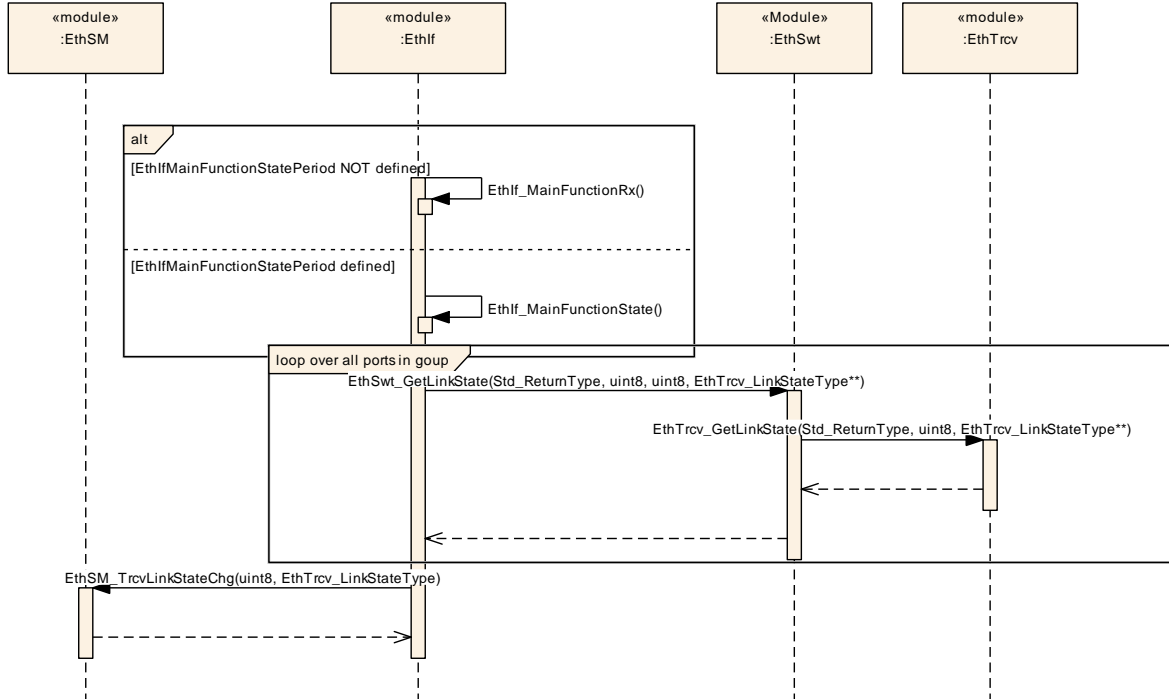 «module»
:EthSM
«module»
:EthIf
«Module»
:EthSwt
«module»
:EthTrcv
alt
[EthIfMainFunctionStatePeriod NOT defined]
EthIf_MainFunctionRx()
[EthIfMainFunctionStatePeriod defined]
EthIf_MainFunctionState()
loop over all ports in goup
EthSwt_GetLinkState(Std_ReturnType, uint8, uint8, EthTrcv_LinkStateType**)
EthTrcv_GetLinkState(Std_ReturnType, uint8, EthTrcv_LinkStateType**)
EthSM_TrcvLinkStateChg(uint8, EthTrcv_LinkStateType)